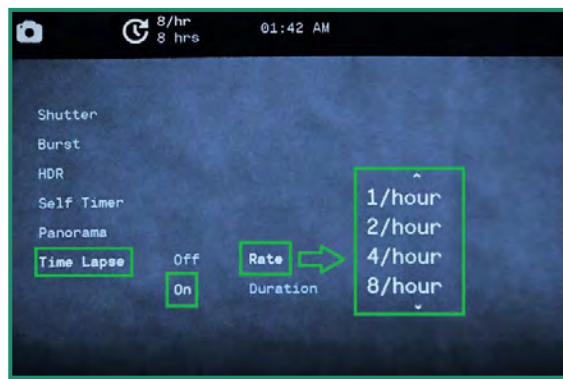 8/hr
8 hrs
01:42 AM
Shutter
Burst
HDR
Self Timer
Panorama
Time Lapse
Off
On
Rate
Duration
1/hour
2/hour
4/hour
8/hour